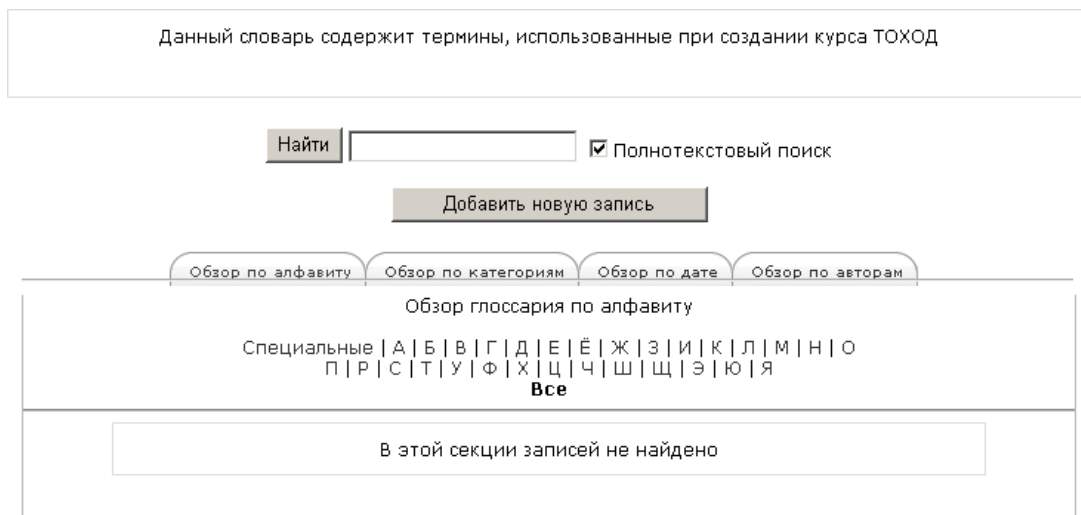 Данный словарь содержит термины, использованные при создании курса ТОХОД
Найти Полнотекстовый поиск
Добавить новую запись
Обзор по алфавиту Обзор по категориям Обзор по дате Обзор по авторам
Обзор глоссария по алфавиту
Специальные | А | Б | В | Г | Д | Е | Ё | Ж | З | И | К | Л | М | Н | О
П | Р | С | Т | У | Ф | Х | Ц | Ч | Ш | Щ | Э | Ю | Я
Все
В этой секции записей не найдено